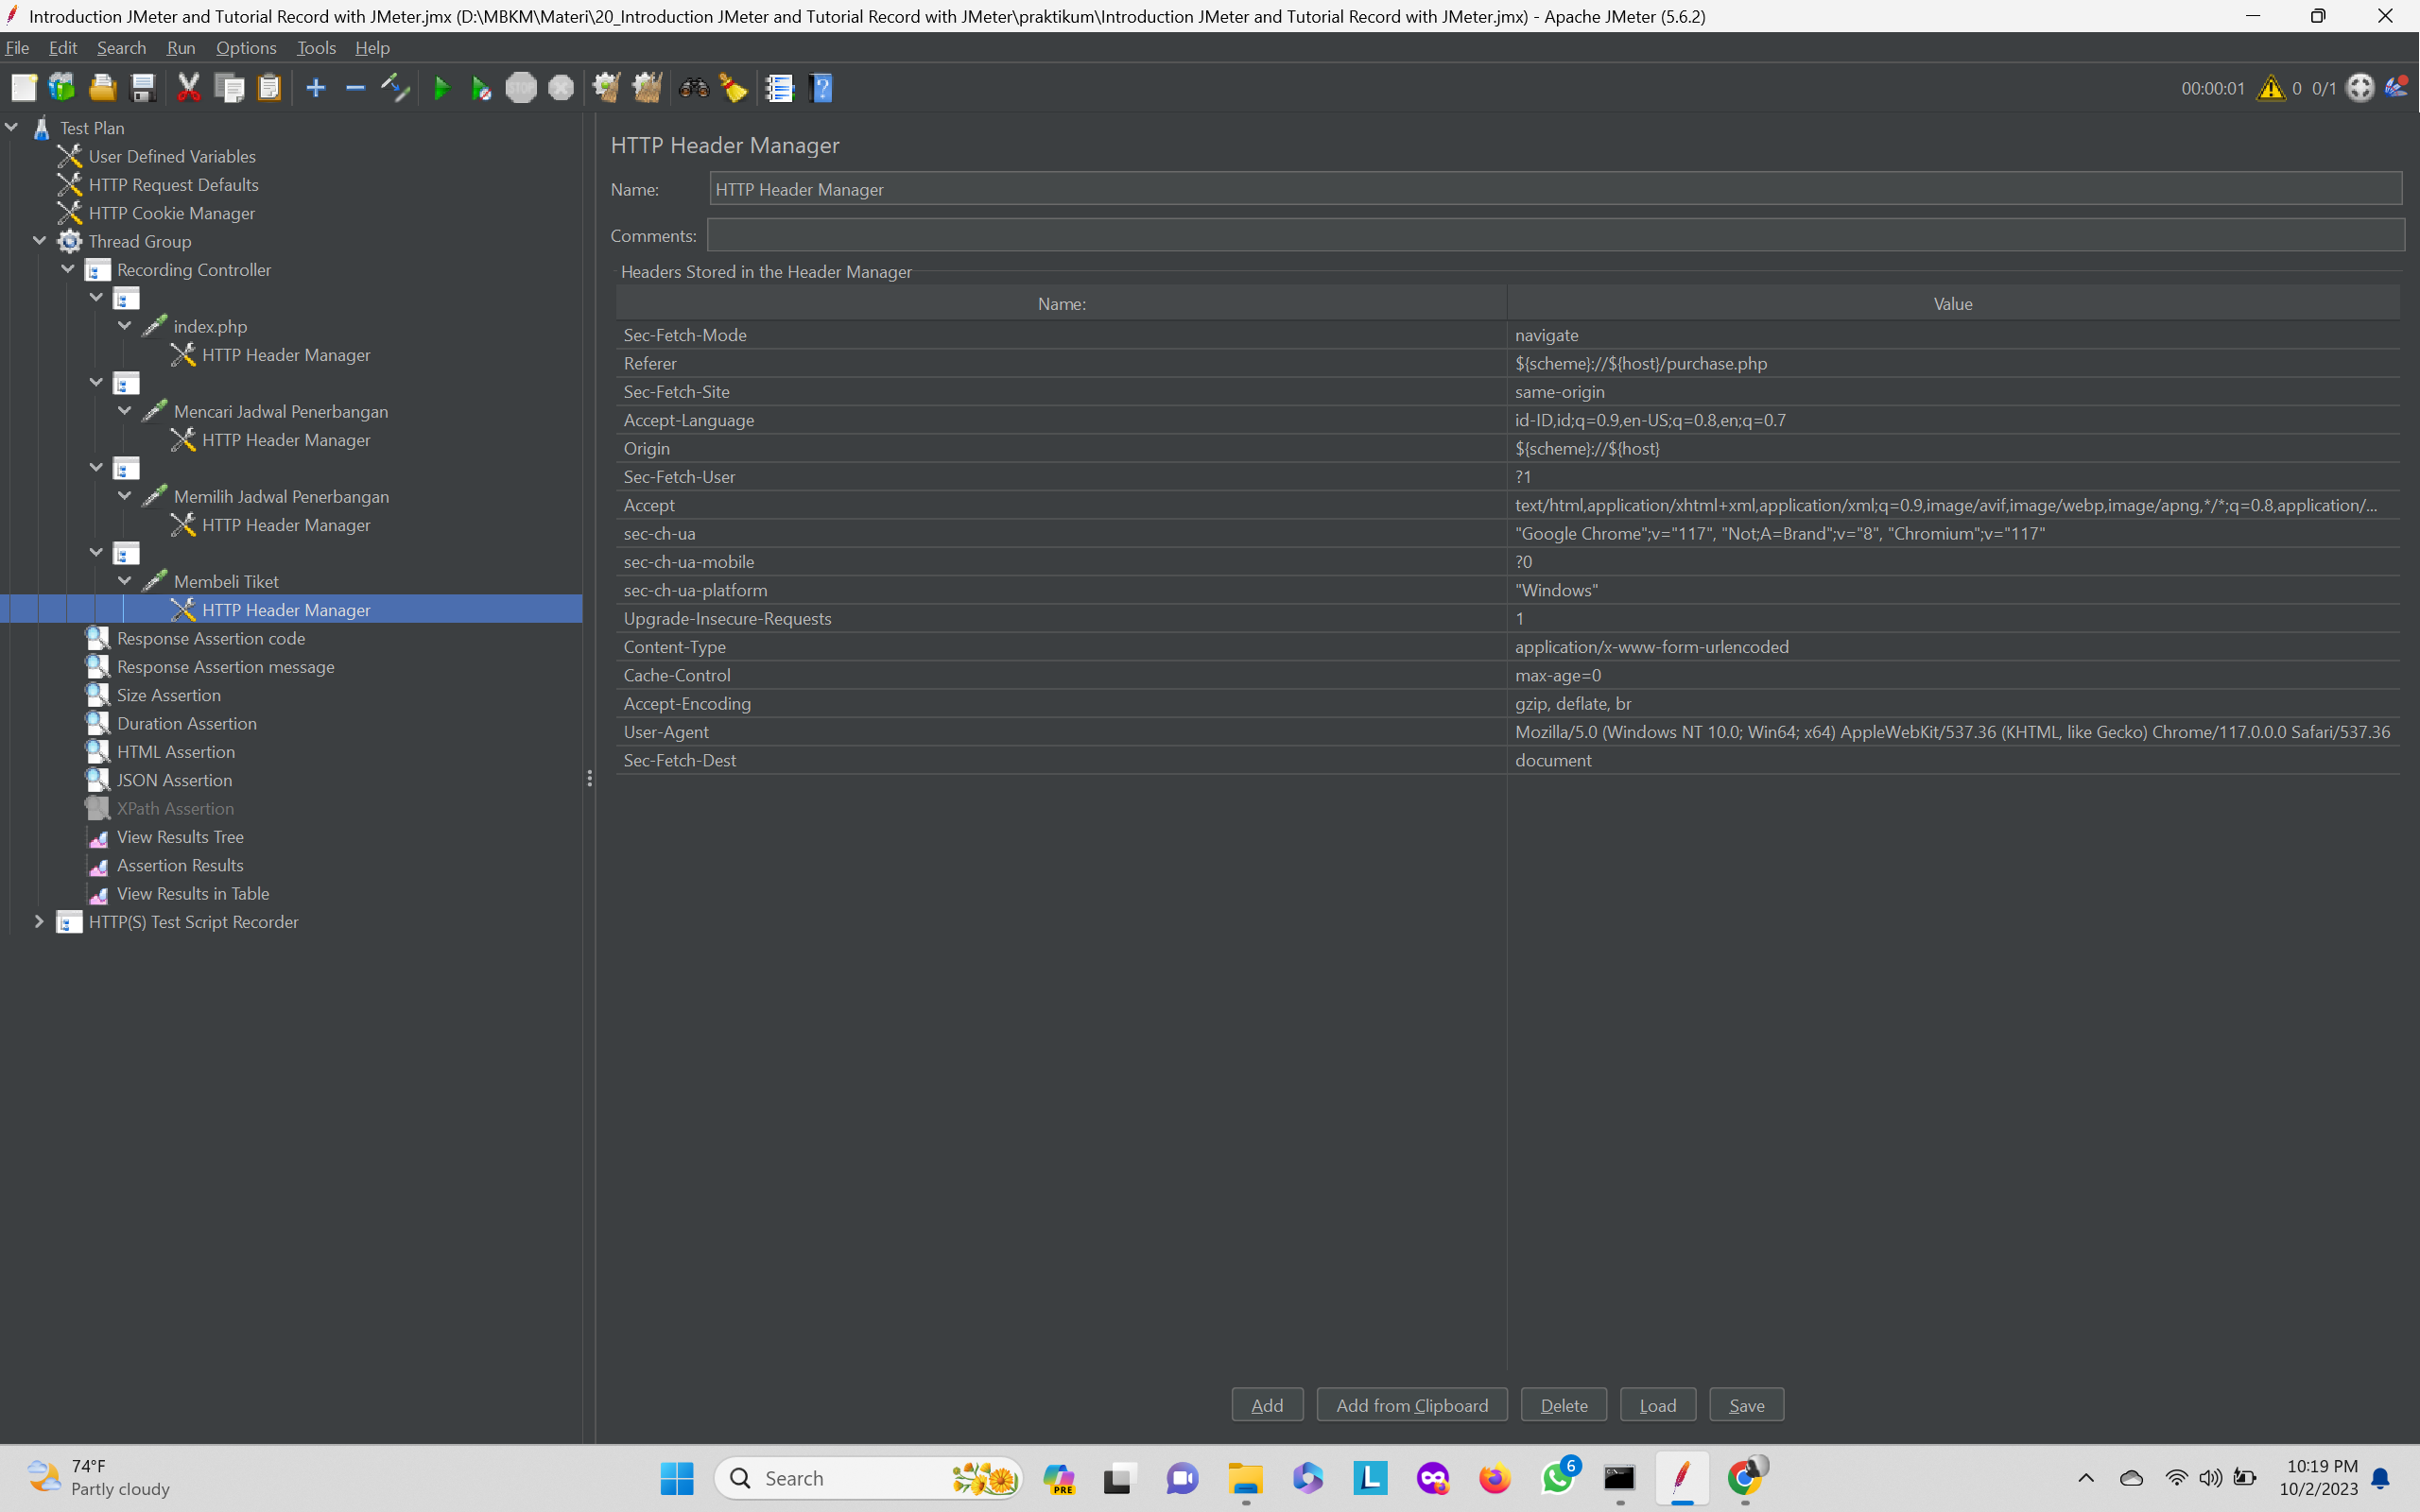 Introduction JMeter and Tutorial Record with JMeter.jmx (D:\MBKM\Materi\20_Introduction JMeter and Tutorial Record with JMeter\praktikum\Introduction JMeter and Tutorial Record with JMeter.jmx) - Apache JMeter (5.6.2)
File Edit Search Run Options Tools Help
STOP
00:00:01 0 0/1
Test Plan
User Defined Variables
HTTP Request Defaults
HTTP Cookie Manager
Thread Group
Recording Controller
index.php
HTTP Header Manager
Mencari Jadwal Penerbangan
HTTP Header Manager
Memilih Jadwal Penerbangan
HTTP Header Manager
Membeli Tiket
HTTP Header Manager
Response Assertion code
Response Assertion message
Size Assertion
Duration Assertion
HTML Assertion
JSON Assertion
XPath Assertion
View Results Tree
Assertion Results
View Results in Table
HTTP(S) Test Script Recorder
HTTP Header Manager
Name: HTTP Header Manager
Comments:
Headers Stored in the Header Manager
Name: Value
Sec-Fetch-Mode navigate
Referer ${scheme}://${host}/purchase.php
Sec-Fetch-Site same-origin
Accept-Language id-ID,id;q=0.9,en-US;q=0.8,en;q=0.7
Origin ${scheme}://${host}
Sec-Fetch-User ?1
Accept text/html,application/xhtml+xml,application/xml;q=0.9,image/avif,image/webp,image/apng,*/*;q=0.8,application/...
sec-ch-ua "Google Chrome";v="117", "Not;A=Brand";v="8", "Chromium";v="117"
sec-ch-ua-mobile ?0
sec-ch-ua-platform "Windows"
Upgrade-Insecure-Requests 1
Content-Type application/x-www-form-urlencoded
Cache-Control max-age=0
Accept-Encoding gzip, deflate, br
User-Agent Mozilla/5.0 (Windows NT 10.0; Win64; x64) AppleWebKit/537.36 (KHTML, like Gecko) Chrome/117.0.0.0 Safari/537.36
Sec-Fetch-Dest document
Add Add from Clipboard Delete Load Save
74°F
Partly cloudy
Search
PRE
L
6
10:19 PM
10/2/2023